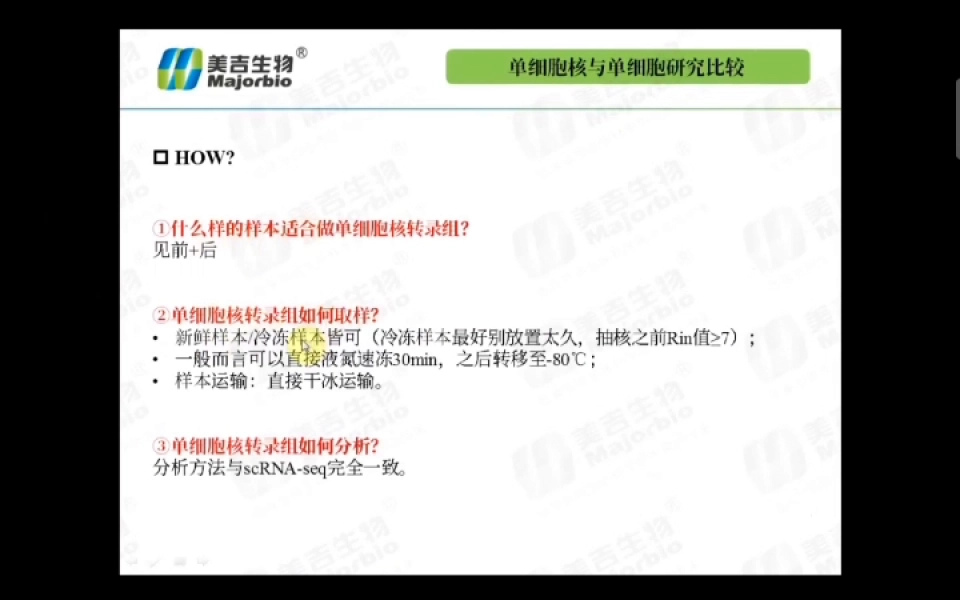 美吉生物®
Majorbio
单细胞核与单细胞研究比较
HOW?
①什么样的样本适合做单细胞核转录组?
见前+后
②单细胞核转录组如何取样?
• 新鲜样本/冷冻样本皆可（冷冻样本最好别放置太久，抽核之前Rin值≥7）;
• 一般而言可以直接液氮速冻30min，之后转移至-80℃;
• 样本运输：直接干冰运输。
③单细胞核转录组如何分析?
分析方法与scRNA-seq完全一致。